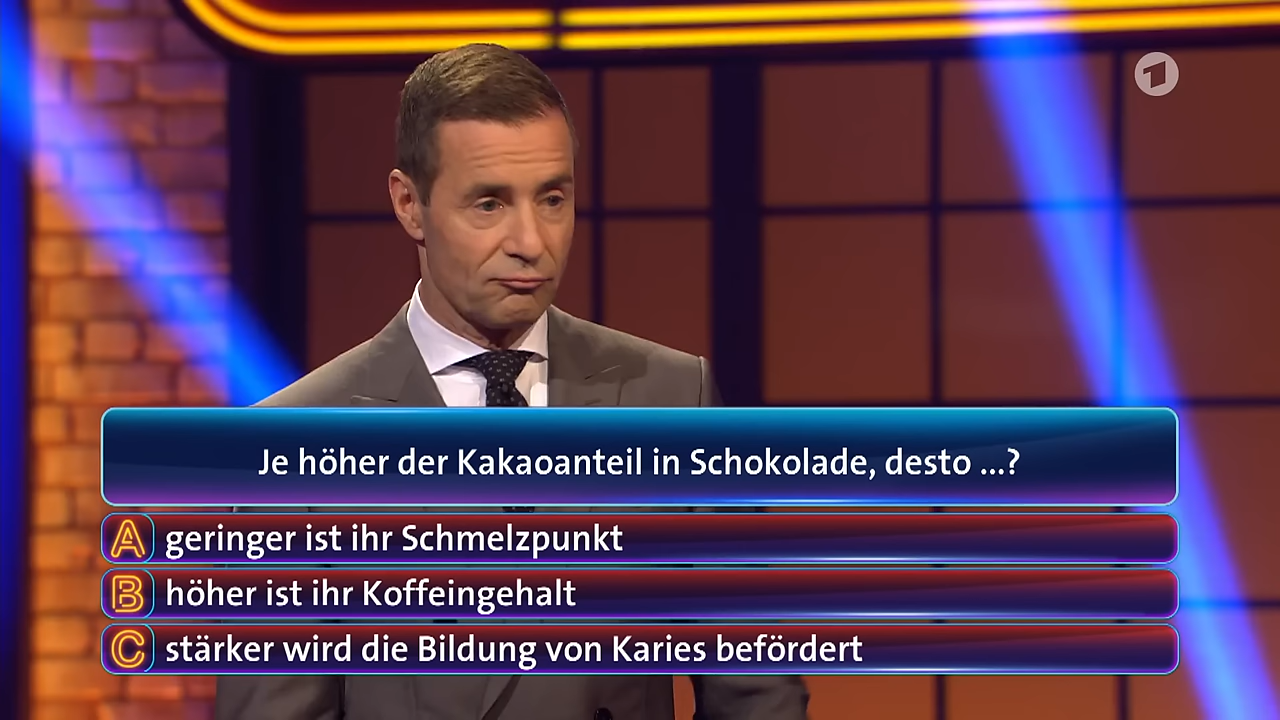 1
Je höher der Kakaoanteil in Schokolade, desto ...?
A geringer ist ihr Schmelzpunkt
B höher ist ihr Koffeingehalt
C stärker wird die Bildung von Karies befördert